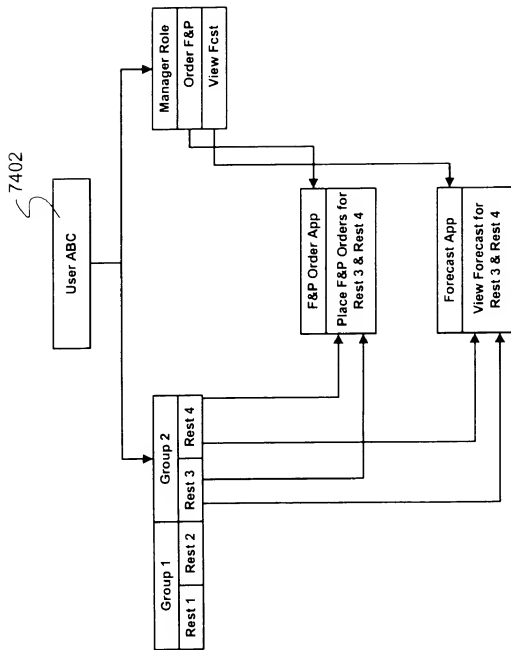 7402
User ABC
Group 1
Group 2
Rest 1
Rest 2
Rest 3
Rest 4
Manager Role
Order F&P
View Fcst
F&P Order App
Place F&P Orders for
Rest 3 & Rest 4
Forecast App
View Forecast for
Rest 3 & Rest 4